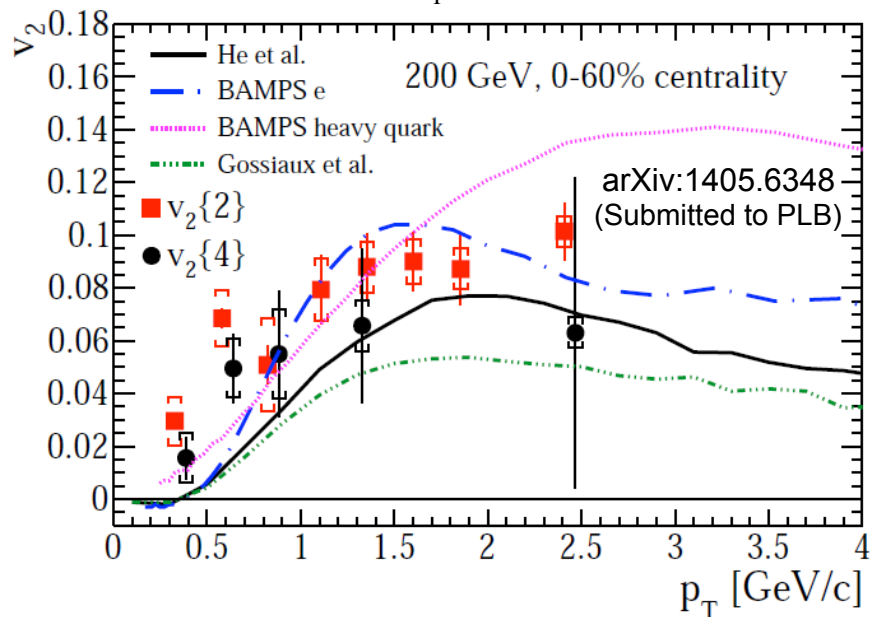 v2
0.18
0.16
0.14
0.12
0.1
0.08
0.06
0.04
0.02
0
He et al.
BAMPS e
BAMPS heavy quark
Gossiaux et al.
v2{2}
v2{4}
200 GeV, 0-60% centrality
arXiv:1405.6348
(Submitted to PLB)
0 0.5 1 1.5 2 2.5 3 3.5 4
pT [GeV/c]